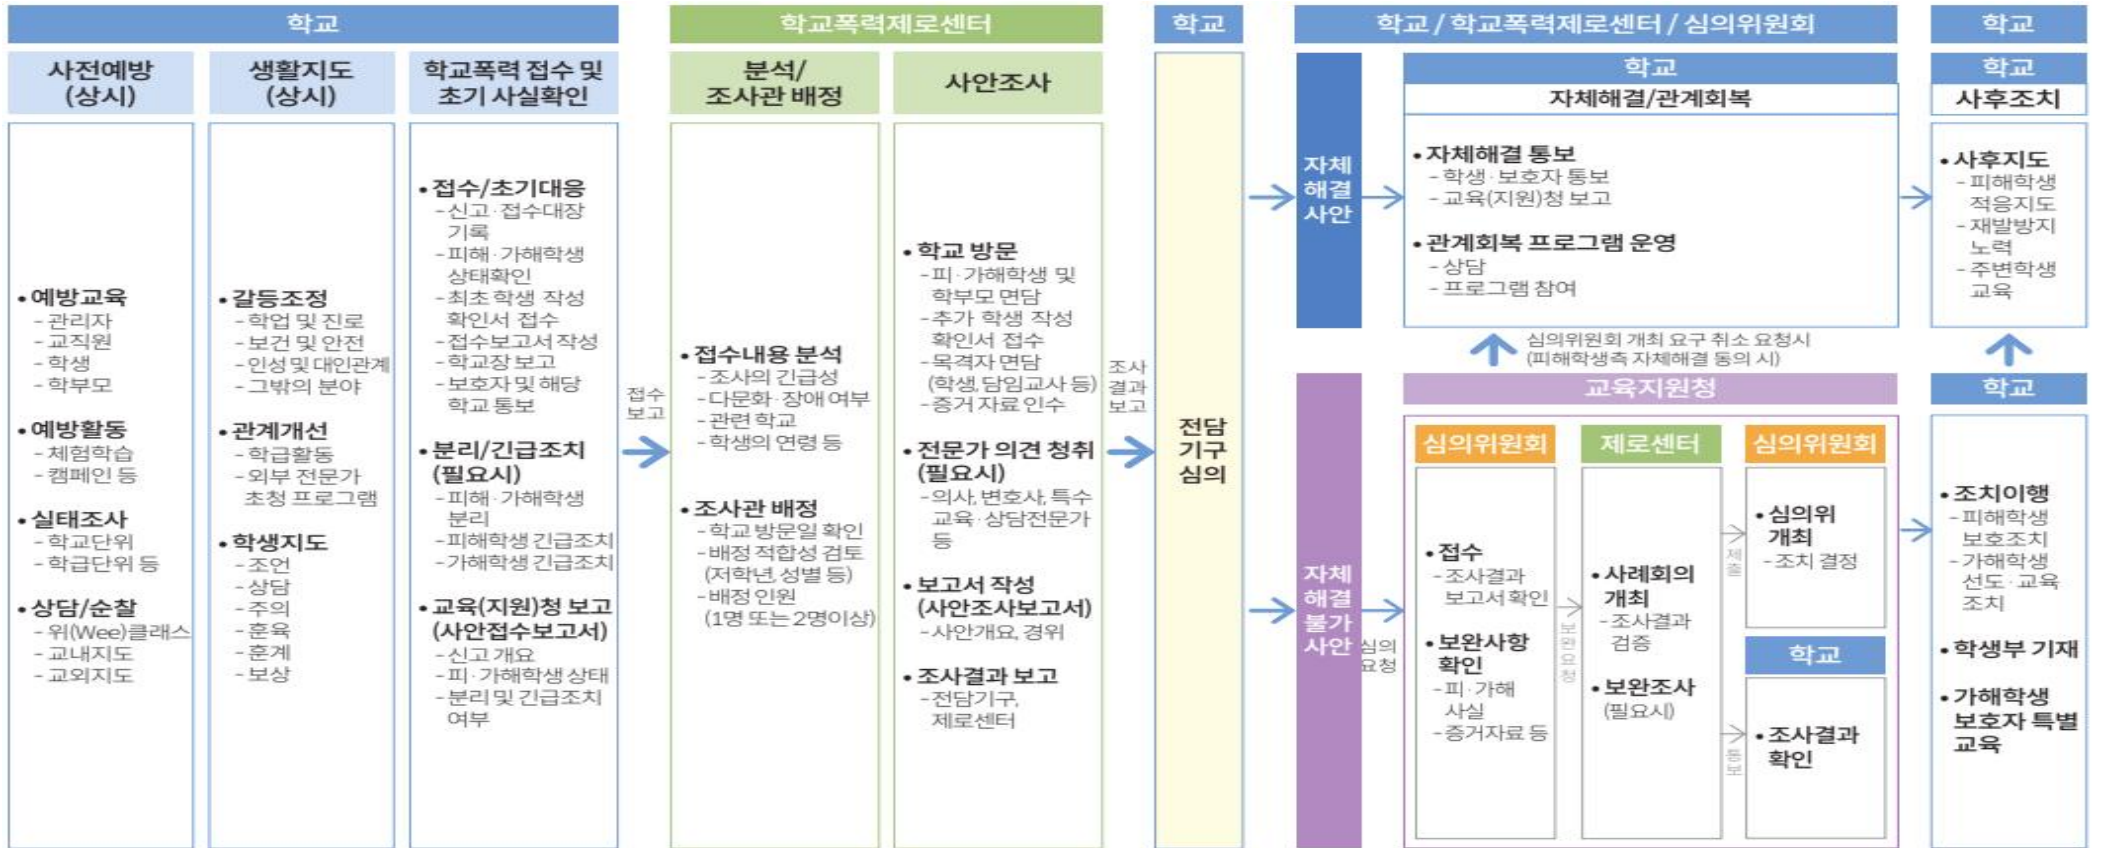 학교
학교폭력제로센터
학교
학교 / 학교폭력제로센터 / 심의위원회
학교
사전예방
(상시)
• 예방교육
- 관리자
- 교직원
- 학생
- 학부모
• 예방활동
- 체험학습
- 캠페인 등
• 실태조사
- 학교단위
- 학급단위 등
• 상담/순찰
- 위(Wee)클래스
- 교내지도
- 교외지도
생활지도
(상시)
• 갈등조정
- 학업 및 진로
- 보건 및 안전
- 인성 및 대인관계
- 그밖의 분야
• 관계개선
- 학급활동
- 외부 전문가
초청 프로그램
• 학생지도
- 조언
- 상담
- 주의
- 훈육
- 훈계
- 보상
학교폭력 접수 및
초기 사실확인
• 접수/초기대응
- 신고·접수대장
기록
- 피해·가해학생
상태확인
- 최초 학생 작성
확인서 접수
- 접수보고서 작성
- 학교장 보고
- 보호자 및 해당
학교 통보
• 분리/긴급조치
(필요시)
- 피해·가해학생
분리
- 피해학생 긴급조치
- 가해학생 긴급조치
• 교육(지원)청 보고
(사안접수보고서)
- 신고 개요
- 피·가해학생 상태
- 분리 및 긴급조치
여부
접수
보고
분석/
조사관 배정
• 접수내용 분석
- 조사의 긴급성
- 다문화·장애 여부
- 관련 학교
- 학생의 연령 등
• 조사관 배정
- 학교 방문일 확인
- 배정 적합성 검토
(저학년, 성별 등)
- 배정 인원
(1명 또는 2명이상)
사안조사
• 학교 방문
- 피·가해학생 및
학부모 면담
- 추가 학생 작성
확인서 접수
- 목격자 면담
(학생, 담임교사 등)
- 증거 자료 인수
• 전문가 의견 청취
(필요시)
- 의사, 변호사, 특수
교육·상담전문가
등
• 보고서 작성
(사안조사보고서)
- 사안개요, 경위
• 조사결과 보고
- 전담기구,
제로센터
조사
결과
보고
전담
기구
심의
자체
해결
사안
학교
자체해결/관계회복
• 자체해결 통보
- 학생·보호자 통보
- 교육(지원)청 보고
• 관계회복 프로그램 운영
- 상담
- 프로그램 참여
학교
사후조치
• 사후지도
- 피해학생
적응지도
- 재발방지
노력
- 주변학생
교육
심의위원회 개최 요구 취소 요청시
(피해학생측 자체해결 동의 시)
자체
해결
불가
사안
심의
요청
교육지원청
심의위원회
• 접수
- 조사결과
보고서 확인
• 보완사항
확인
- 피·가해
사실
- 증거자료 등
보완요청
제로센터
• 사례회의
개최
- 조사결과
검증
• 보완조사
(필요시)
제출
통보
심의위원회
• 심의위
개최
- 조치 결정
학교
• 조사결과
확인
학교
• 조치이행
- 피해학생
보호조치
- 가해학생
선도·교육
조치
• 학생부 기재
• 가해학생
보호자 특별
교육